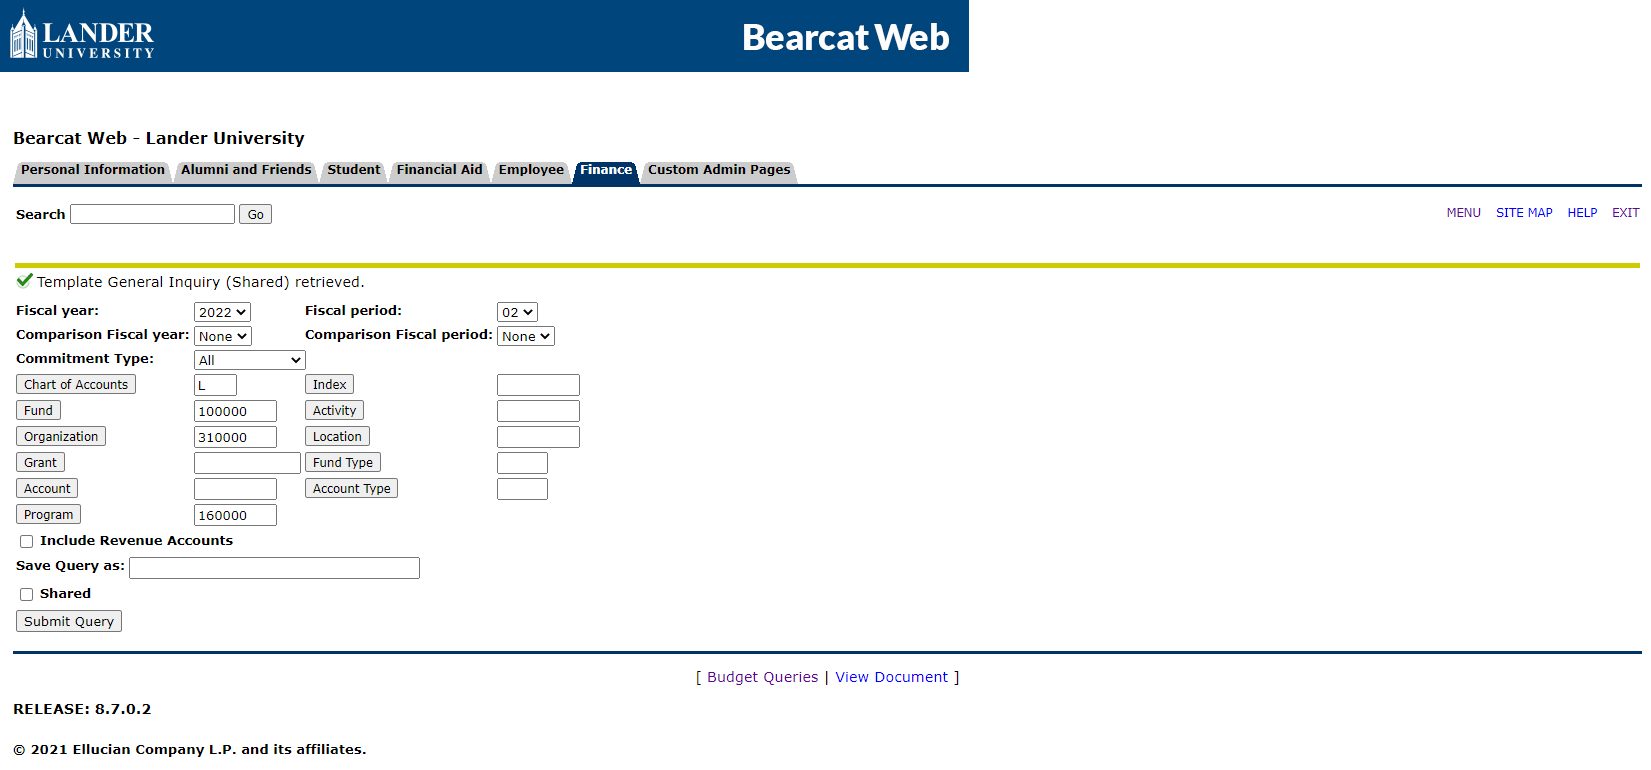 LANDER
UNIVERSITY
Bearcat Web
Bearcat Web - Lander University
Personal Information Alumni and Friends Student Financial Aid Employee Finance Custom Admin Pages
Search Go MENU SITE MAP HELP EXIT
Template General Inquiry (Shared) retrieved.
Fiscal year: 2022 Fiscal period: 02
Comparison Fiscal year: None Comparison Fiscal period: None
Commitment Type: All
Chart of Accounts L Index
Fund 100000 Activity
Organization 310000 Location
Grant Fund Type
Account Account Type
Program 160000
Include Revenue Accounts
Save Query as:
Shared
Submit Query
[ Budget Queries | View Document ]
RELEASE: 8.7.0.2
© 2021 Ellucian Company L.P. and its affiliates.